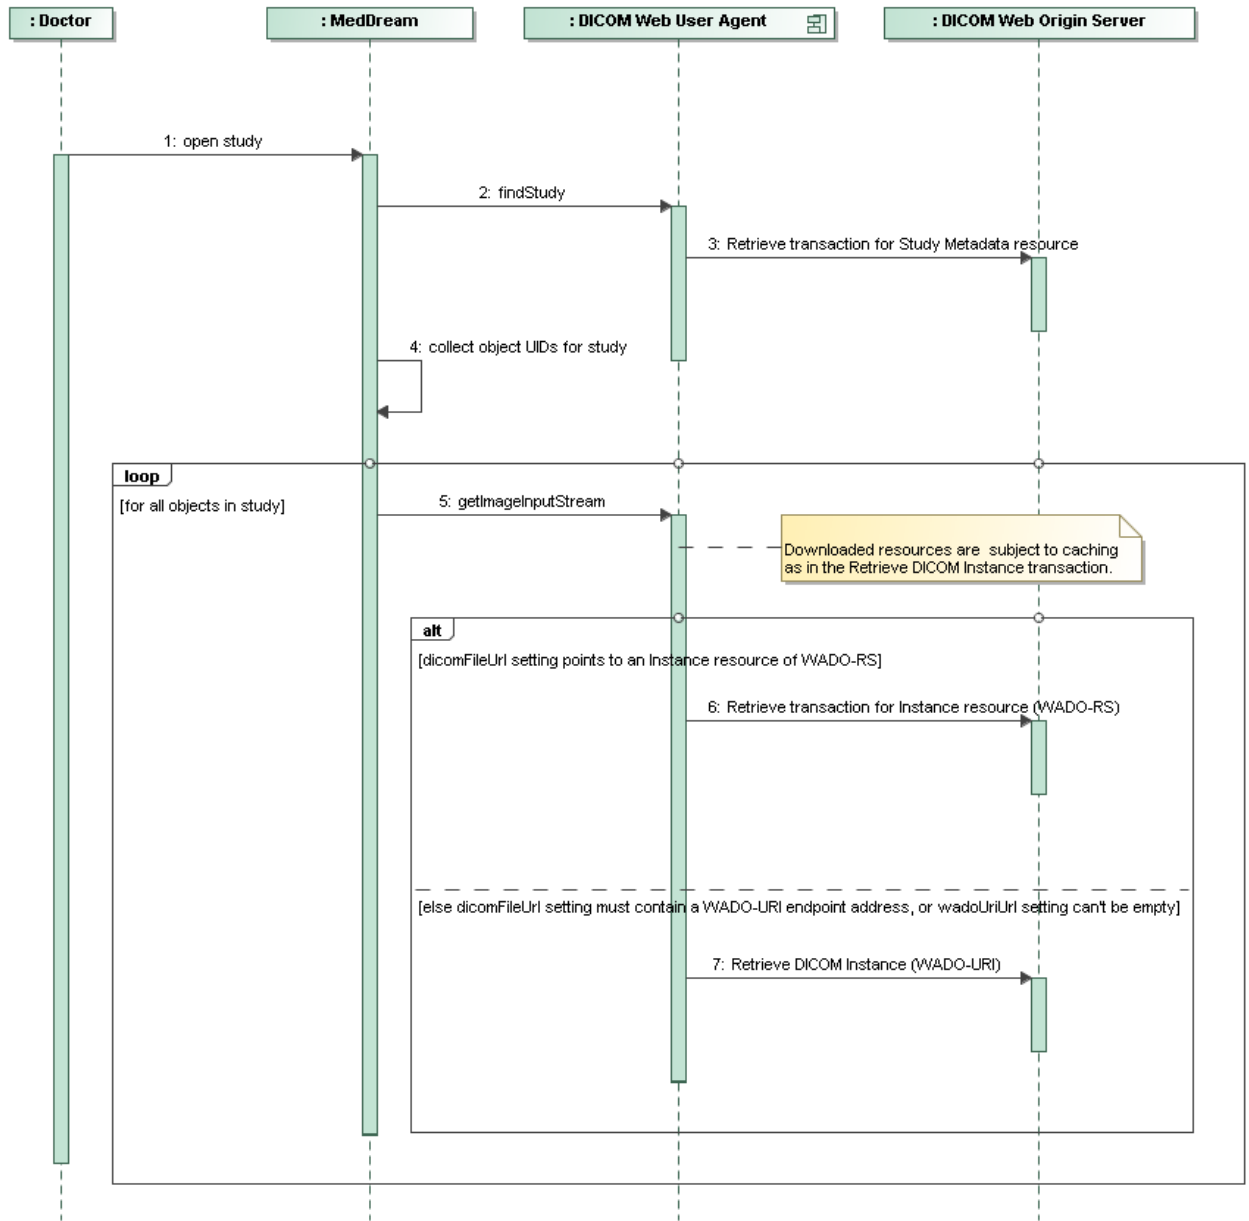 : Doctor
: MedDream
: DICOM Web User Agent
: DICOM Web Origin Server
1: open study
2: findStudy
3: Retrieve transaction for Study Metadata resource
4: collect object UIDs for study
loop
[for all objects in study]
5: getImageInputStream
Downloaded resources are  subject to caching
as in the Retrieve DICOM Instance transaction.
alt
[dicomFileUrl setting points to an Instance resource of WADO-RS]
6: Retrieve transaction for Instance resource (WADO-RS)
[else dicomFileUrl setting must contain a WADO-URI endpoint address, or wadoUriUrl setting can't be empty]
7: Retrieve DICOM Instance (WADO-URI)